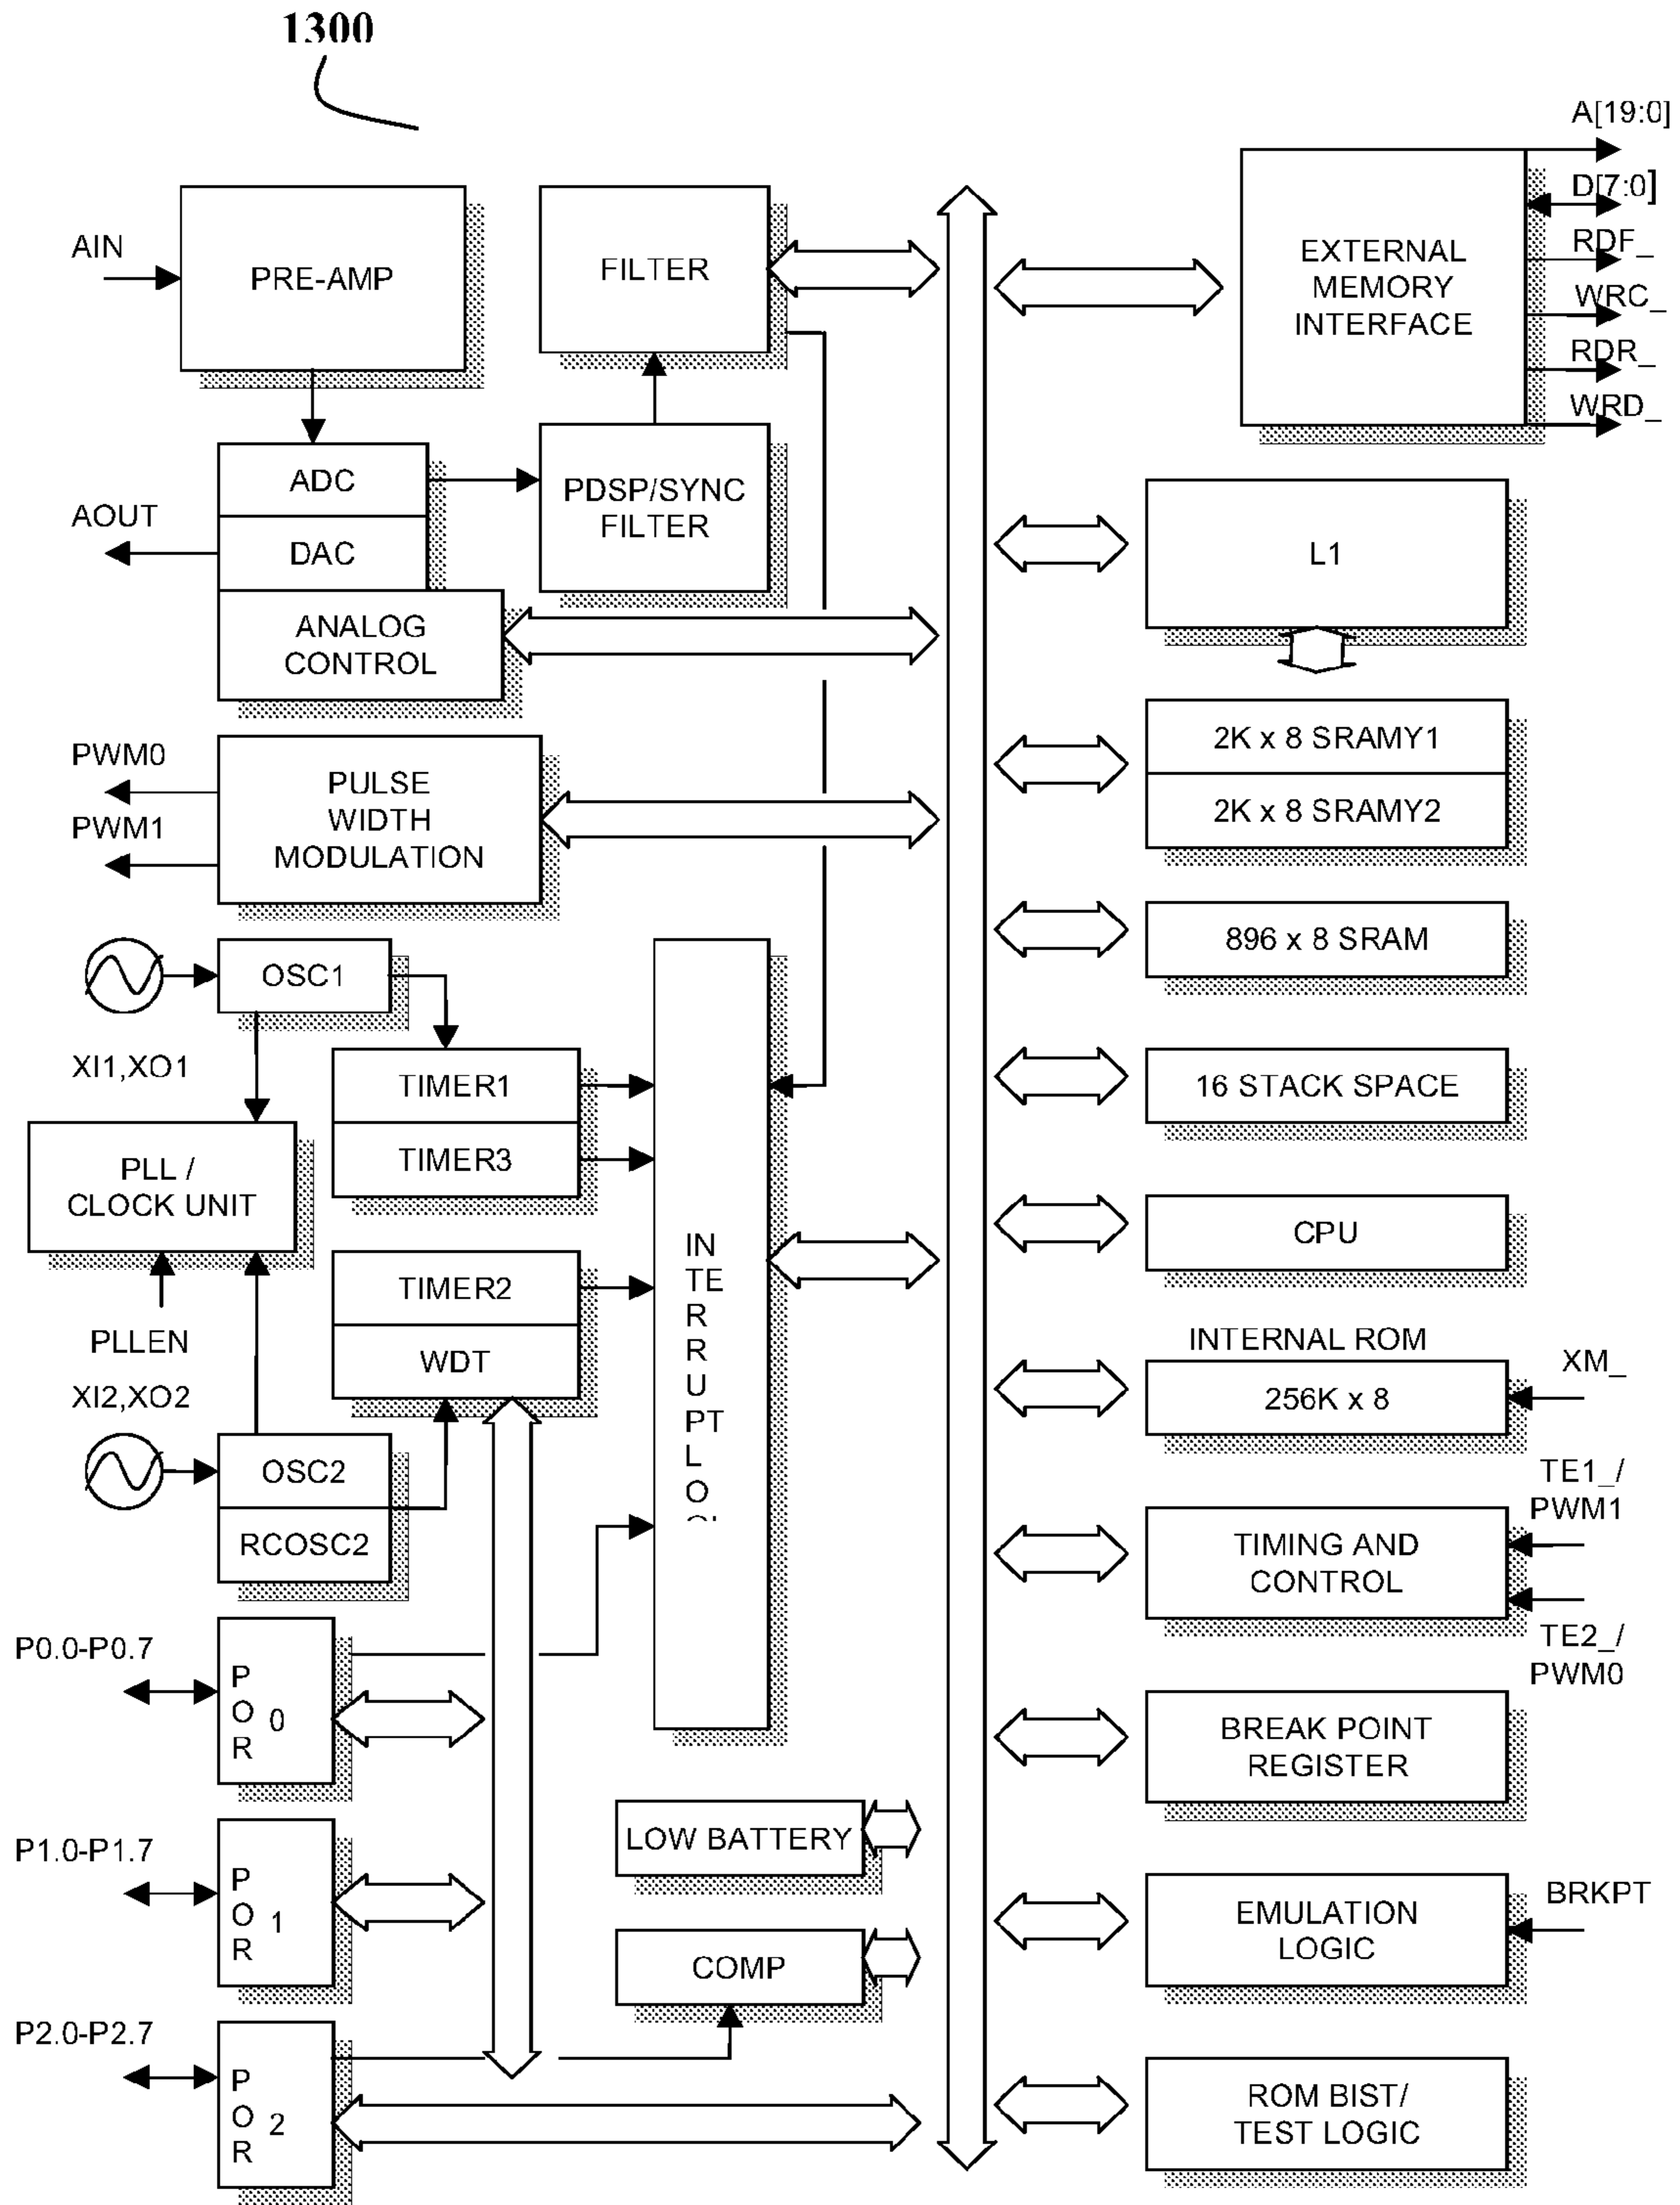 1300
A[19:0]
D[7:0]
RDF_
WRC_
RDR_
WRD_
AIN
PRE-AMP
FILTER
EXTERNAL
MEMORY
INTERFACE
ADC
DAC
AOUT
PDSP/SYNC
FILTER
ANALOG
CONTROL
L1
2K x 8 SRAMY1
2K x 8 SRAMY2
PWM0
PWM1
PULSE
WIDTH
MODULATION
896 x 8 SRAM
OSC1
XI1,XO1
TIMER1
TIMER3
16 STACK SPACE
PLL /
CLOCK UNIT
CPU
IN
TE
R
R
U
PT
L
O
TIMER2
WDT
PLLEN
XI2,XO2
INTERNAL ROM
256K x 8
XM_
OSC2
RCOSC2
TE1_/
PWM1
TIMING AND
CONTROL
TE2_/
PWM0
P0.0-P0.7
P
O 0
R
BREAK POINT
REGISTER
LOW BATTERY
P1.0-P1.7
P
O 1
R
EMULATION
LOGIC
BRKPT
COMP
P2.0-P2.7
P
O 2
R
ROM BIST/
TEST LOGIC